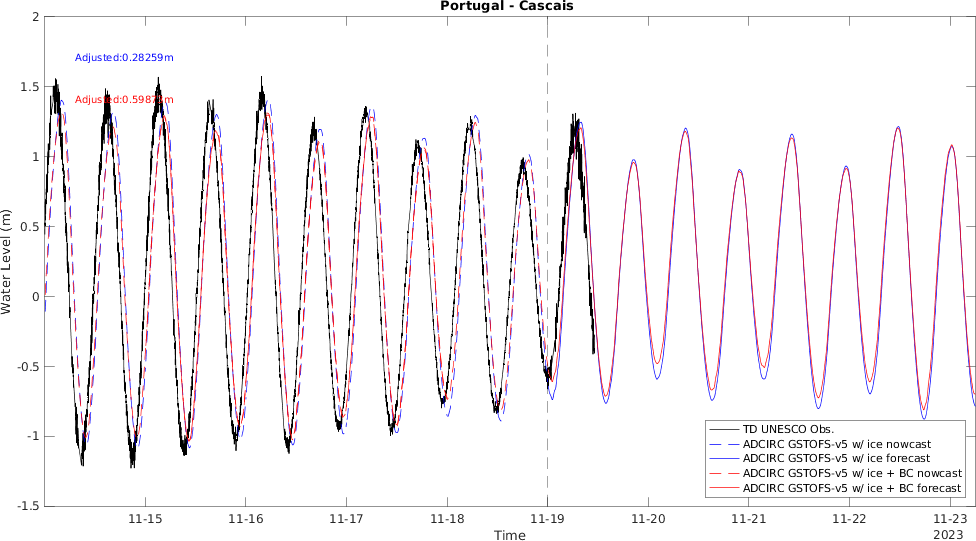 Portugal - Cascais
2
1.5
1
0.5
0
-0.5
-1
-1.5
Water Level (m)
Adjusted:0.28259m
Adjusted:0.5987
11-15
11-16
11-17
11-18
11-19
11-20
11-21
11-22
11-23
2023
Time
TD UNESCO Obs.
ADCIRC GSTOFS-v5 w/ ice nowcast
ADCIRC GSTOFS-v5 w/ ice forecast
ADCIRC GSTOFS-v5 w/ ice + BC nowcast
ADCIRC GSTOFS-v5 w/ ice + BC forecast